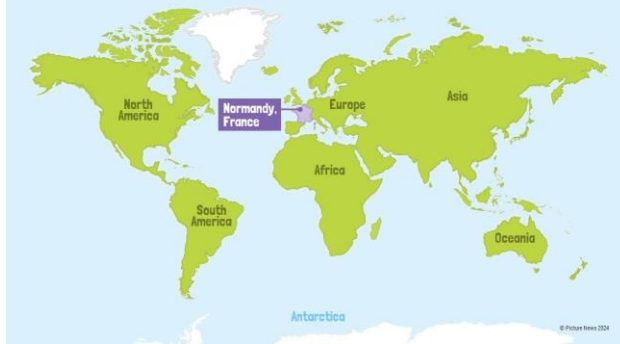 North
America
Normandy,
France
Europe
Asia
Africa
South
America
Oceania
Antarctica
© Picture News 2024